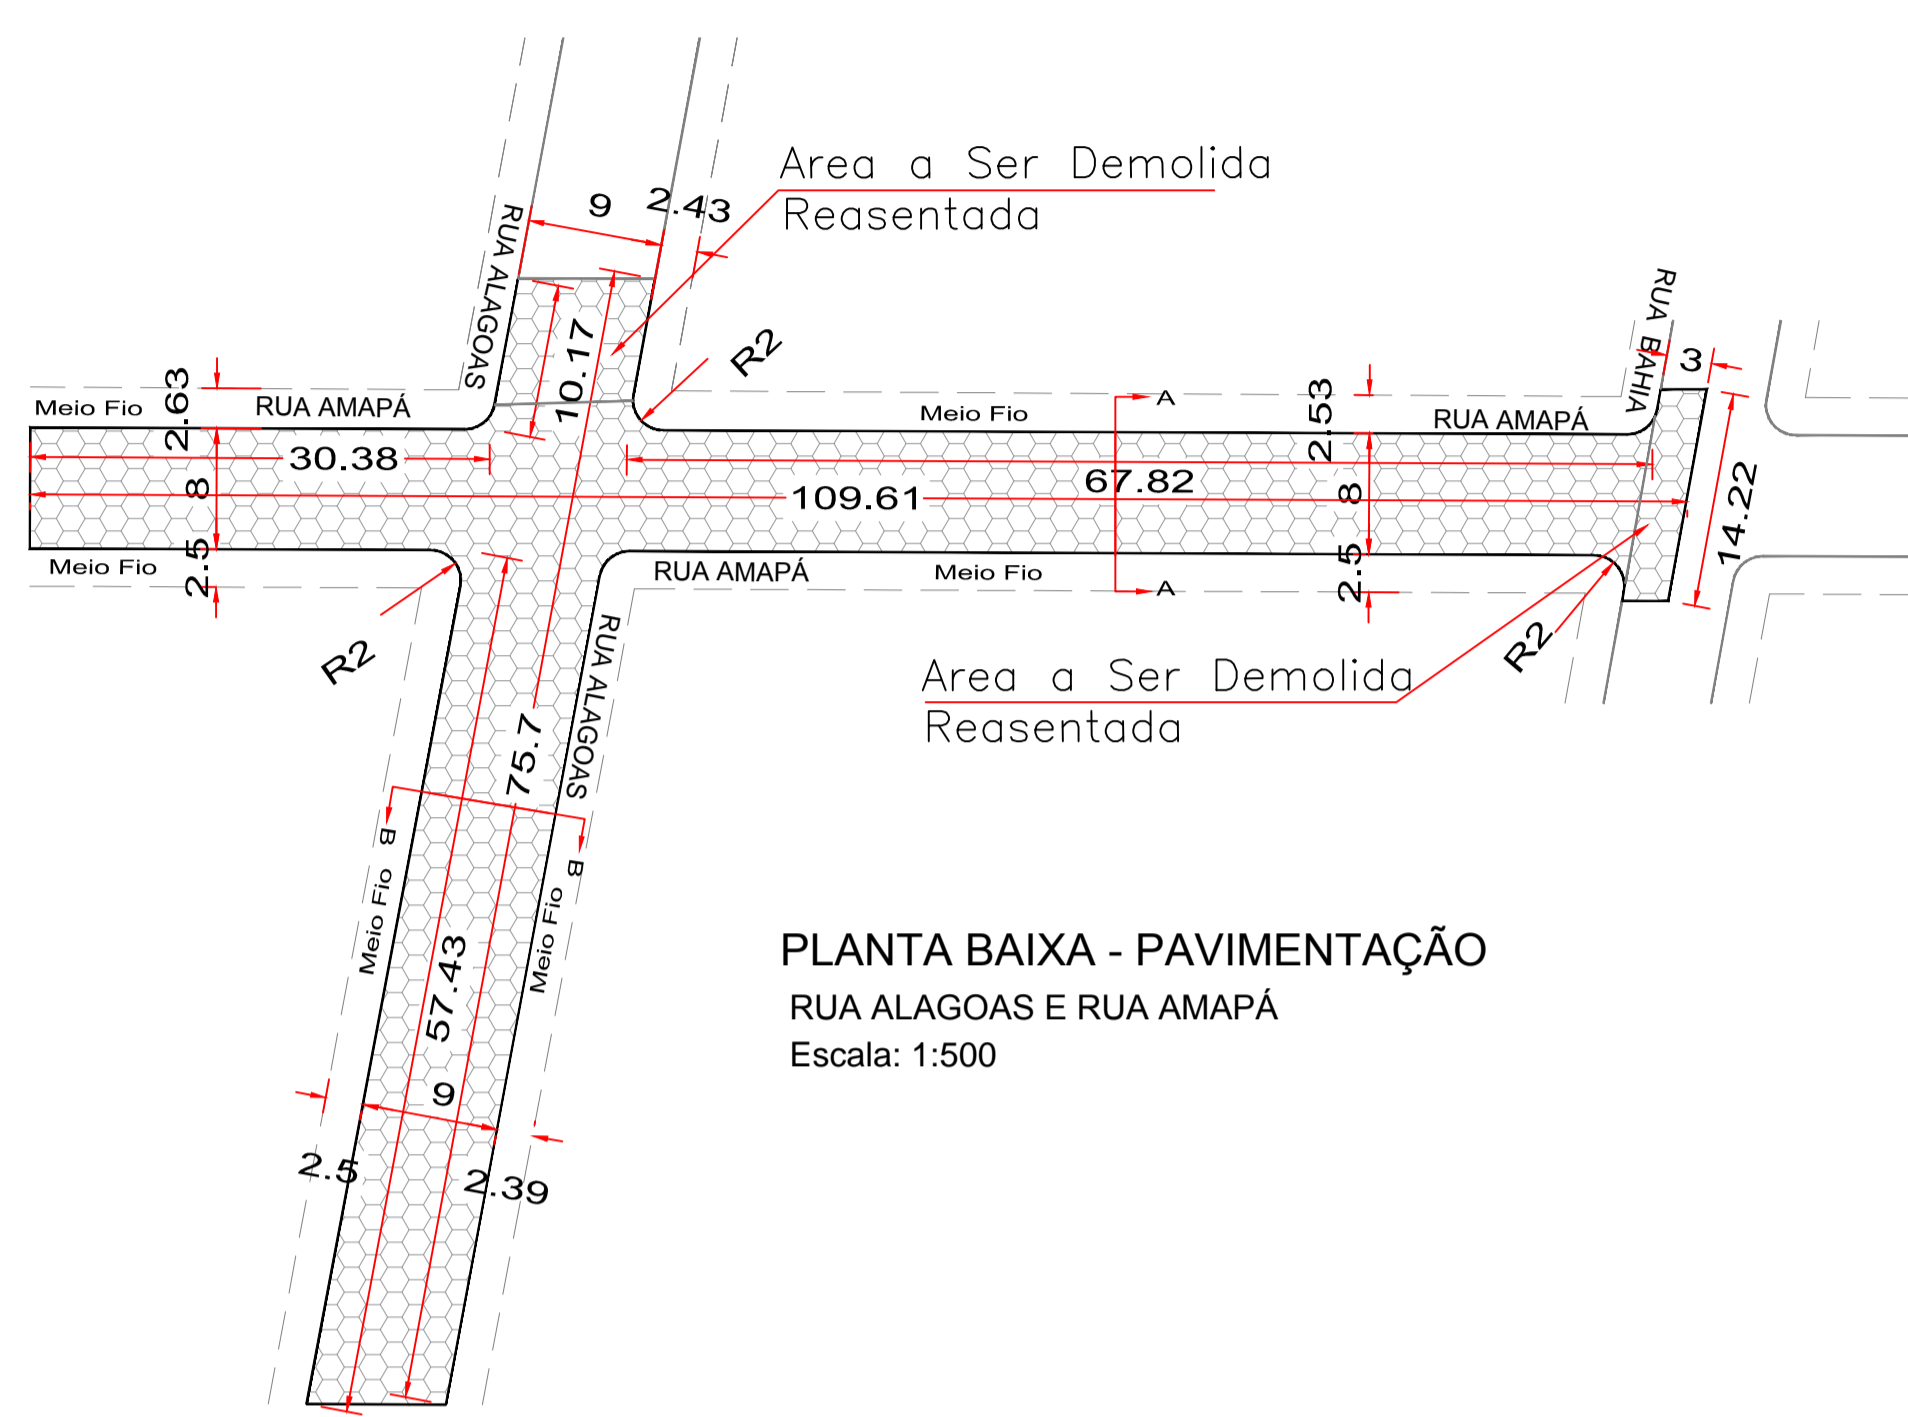 Area a Ser Demolida
Reasentada
9
2.43
RUA ALAGOAS
10.17
R2
RUA BAHIA
3
2.63
Meio Fio
RUA AMAPÁ
Meio Fio
2.53
RUA AMAPÁ
A
30.38
8
109.61
67.82
8
14.22
2.5
Meio Fio
RUA AMAPÁ
Meio Fio
2.5
A
R2
RUA ALAGOAS
R2
Area a Ser Demolida
Reasentada
75.7
B
B
Meio Fio
Meio Fio
57.43
9
2.5
2.39
PLANTA BAIXA - PAVIMENTAÇÃO
RUA ALAGOAS E RUA AMAPÁ
Escala: 1:500